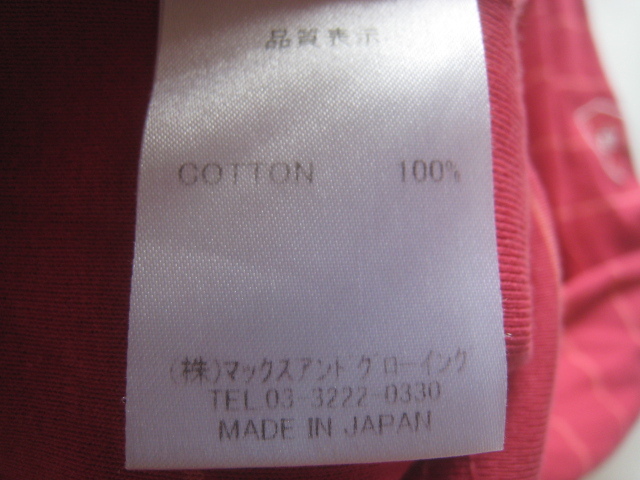 品質表示
COTTON 100%
(株)マックスアンドグローイング
TEL 03-3222-0330
MADE IN JAPAN